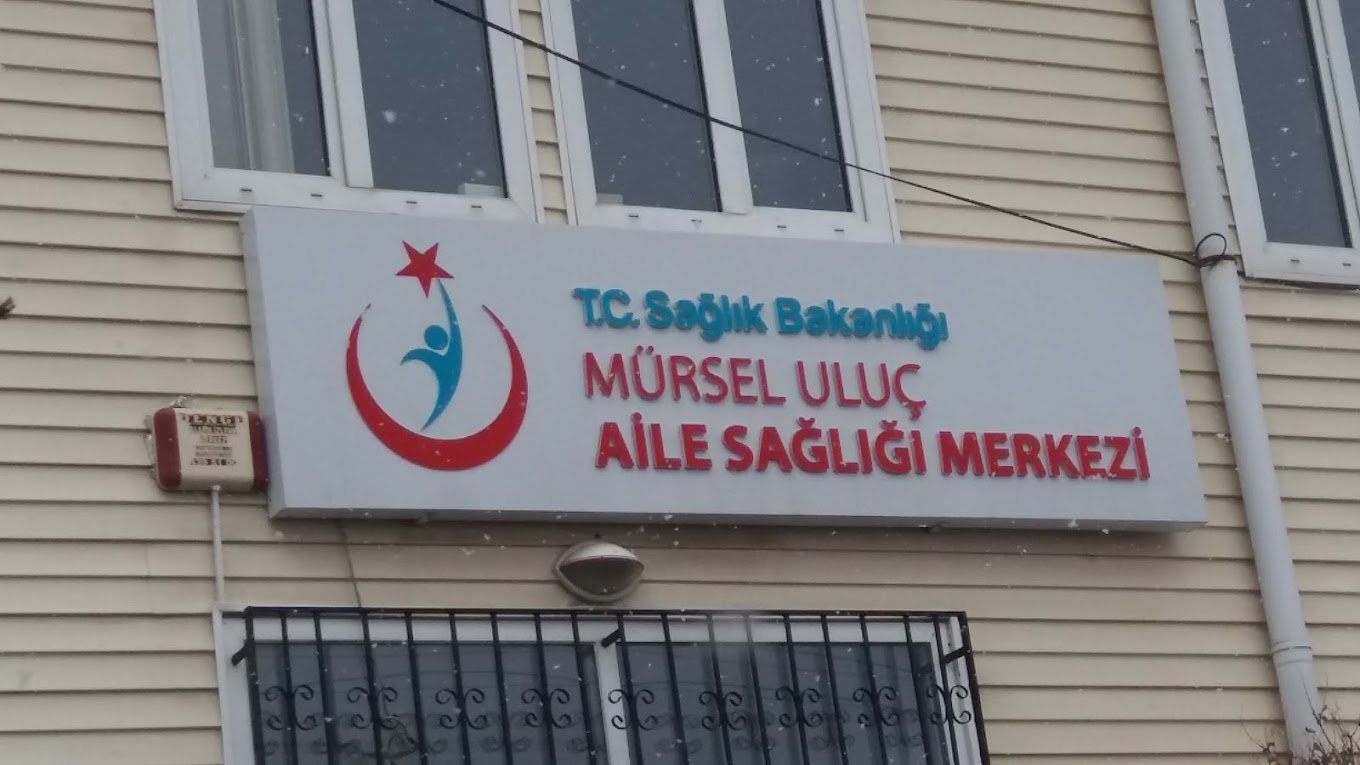 T.C. Sağlık Bakanlığı
MÜRSEL ULUÇ
AİLE SAĞLIĞI MERKEZİ